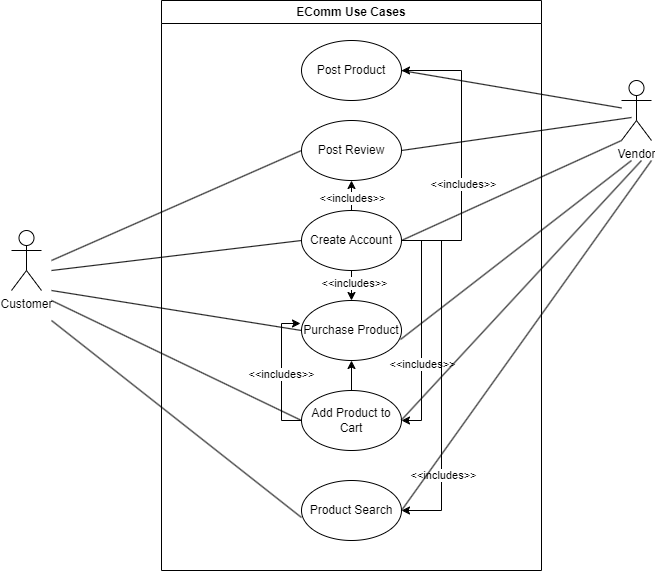 EComm Use Cases
Post Product
Vendor
Post Review
<<includes>>
<<includes>>
Create Account
<<includes>>
Customer
Purchase Product
<<includes>>
<<includes>>
Add Product to
Cart
<<includes>>
Product Search